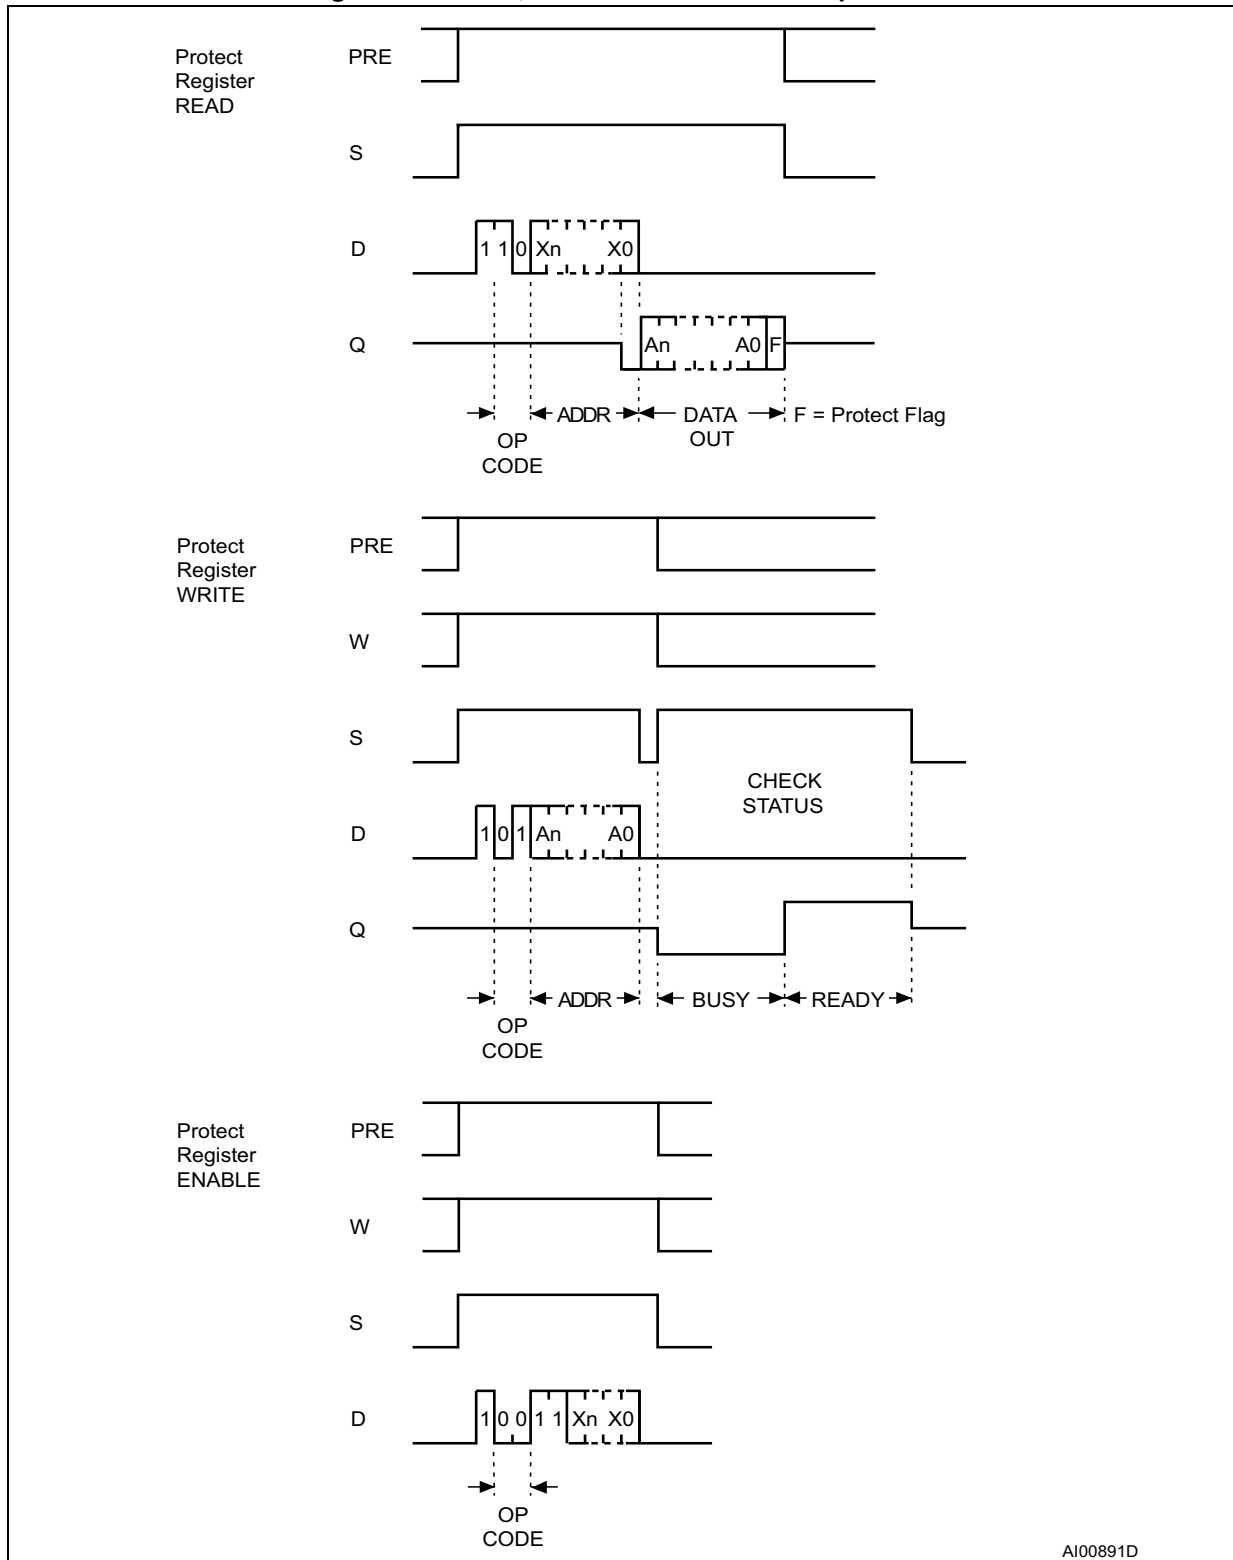 Protect PRE
Register
READ
S
D 1 1 0 Xn X0
Q An A0 F
ADDR DATA OUT F = Protect Flag
OP
CODE
Protect PRE
Register
WRITE
W
S
CHECK
STATUS
D 1 0 1 An A0
Q
ADDR BUSY READY
OP
CODE
Protect PRE
Register
ENABLE
W
S
D 1 0 0 1 1 Xn X0
OP
CODE
AI00891D